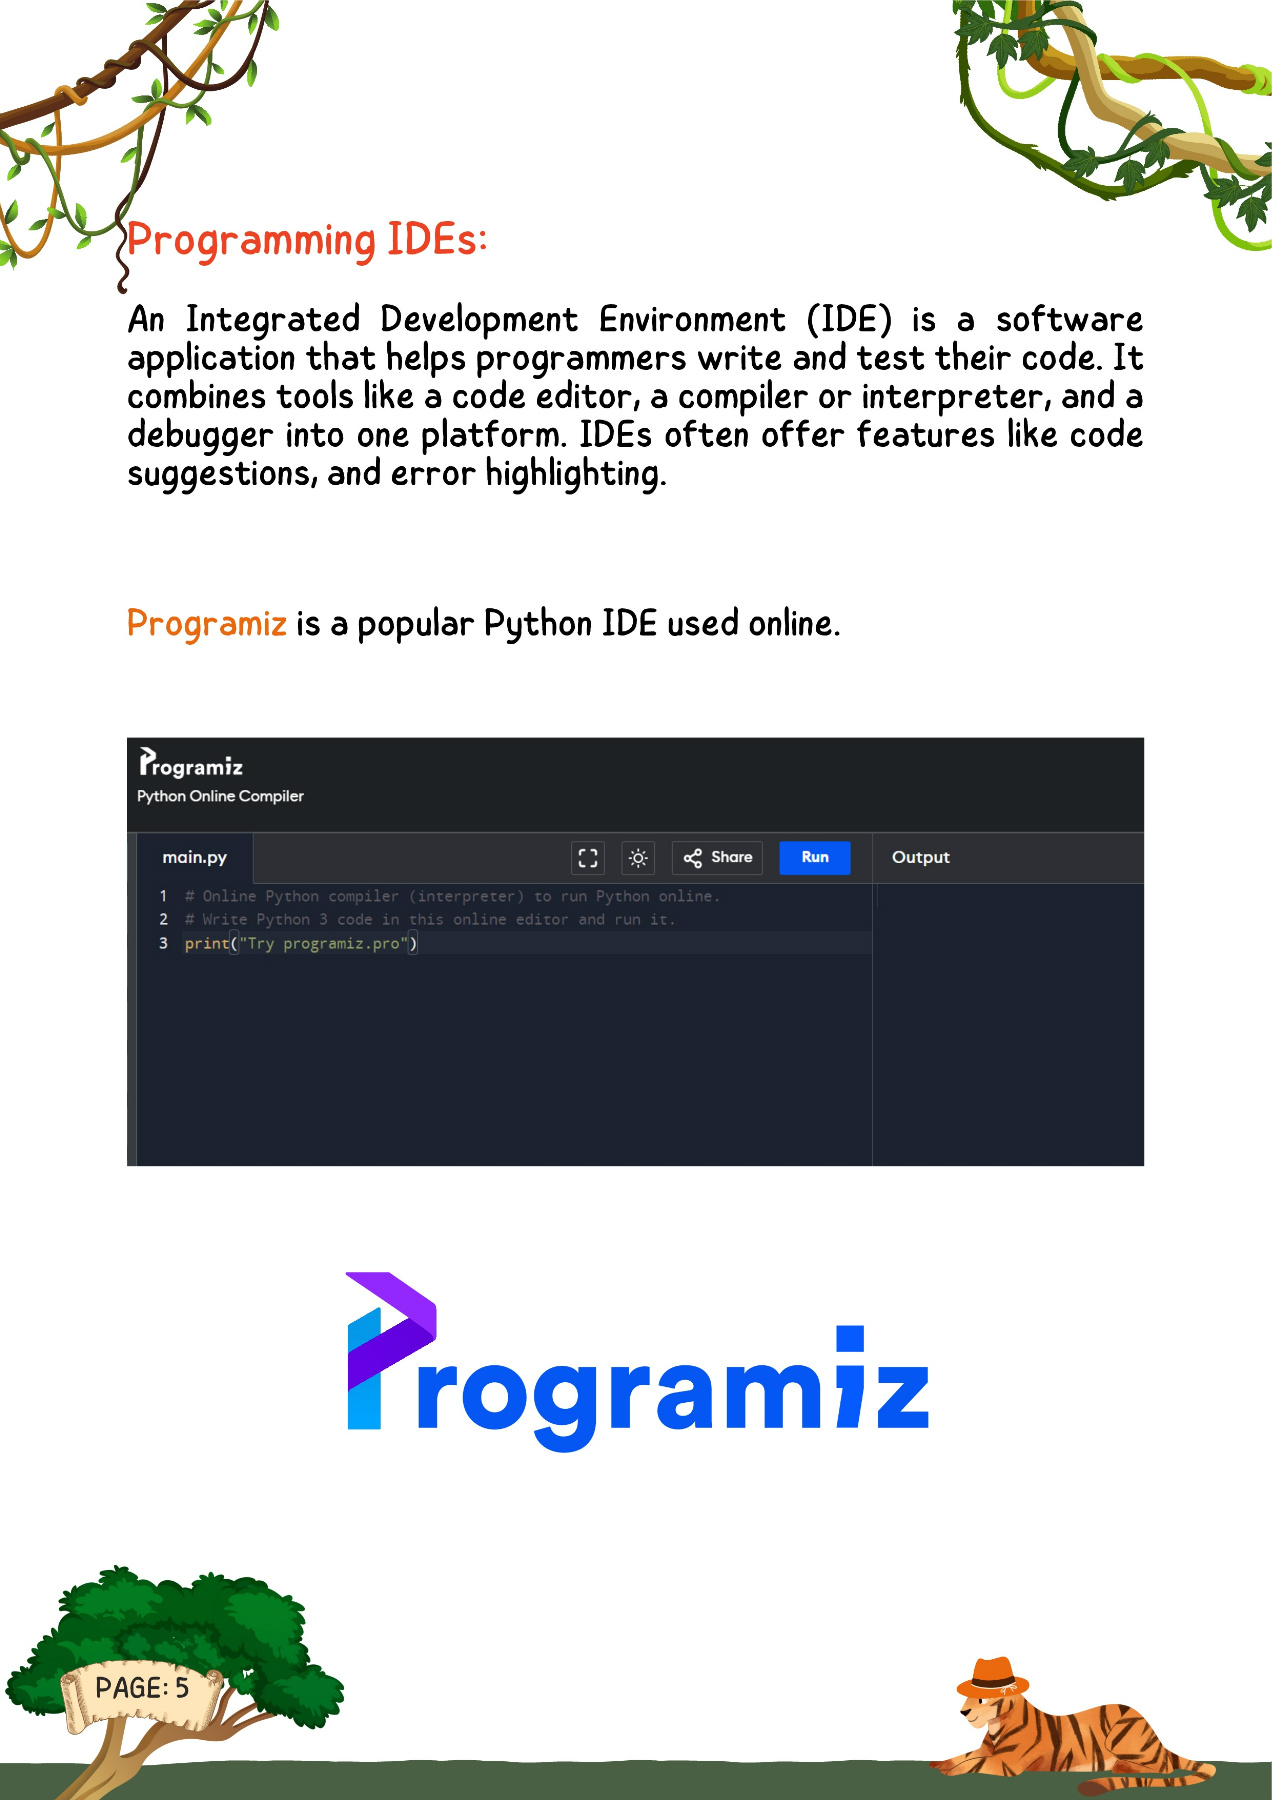 Programming IDEs:
An Integrated Development Environment (IDE) is a software
application that helps programmers write and test their code. It
combines tools like a code editor, a compiler or interpreter, and a
debugger into one platform. IDEs often offer features like code
suggestions, and error highlighting.
Programiz is a popular Python IDE used online.
Programiz
Python Online Compiler
main.py
Share
Run
Output
1 # Online Python compiler (interpreter) to run Python online.
2 # Write Python 3 code in this online editor and run it.
3 print("Try programiz.pro")
Programiz
PAGE: 5